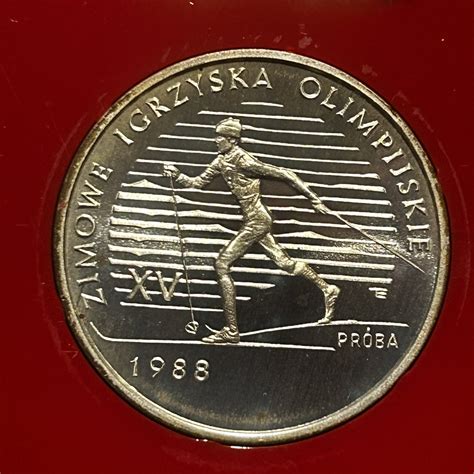 ZIMOWE IGRZYSKA OLIMPIJSKIE
XV
PRÓBA
1988